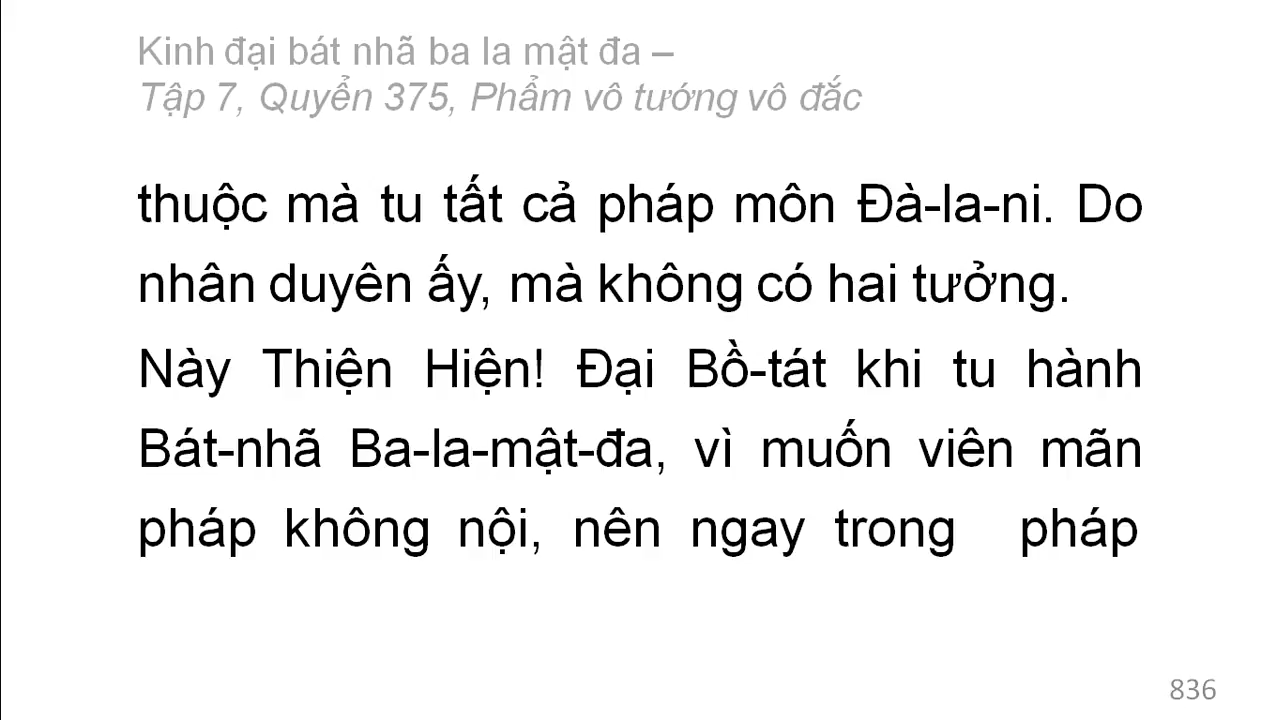 Kinh đại bát nhã ba la mật đa –
Tập 7, Quyển 375, Phẩm vô tướng vô đắc
thuộc mà tu tất cả pháp môn Đà-la-ni. Do
nhân duyên ấy, mà không có hai tưởng.
Này Thiện Hiện! Đại Bồ-tát khi tu hành
Bát-nhã Ba-la-mật-đa, vì muốn viên mãn
pháp không nội, nên ngay trong pháp
836